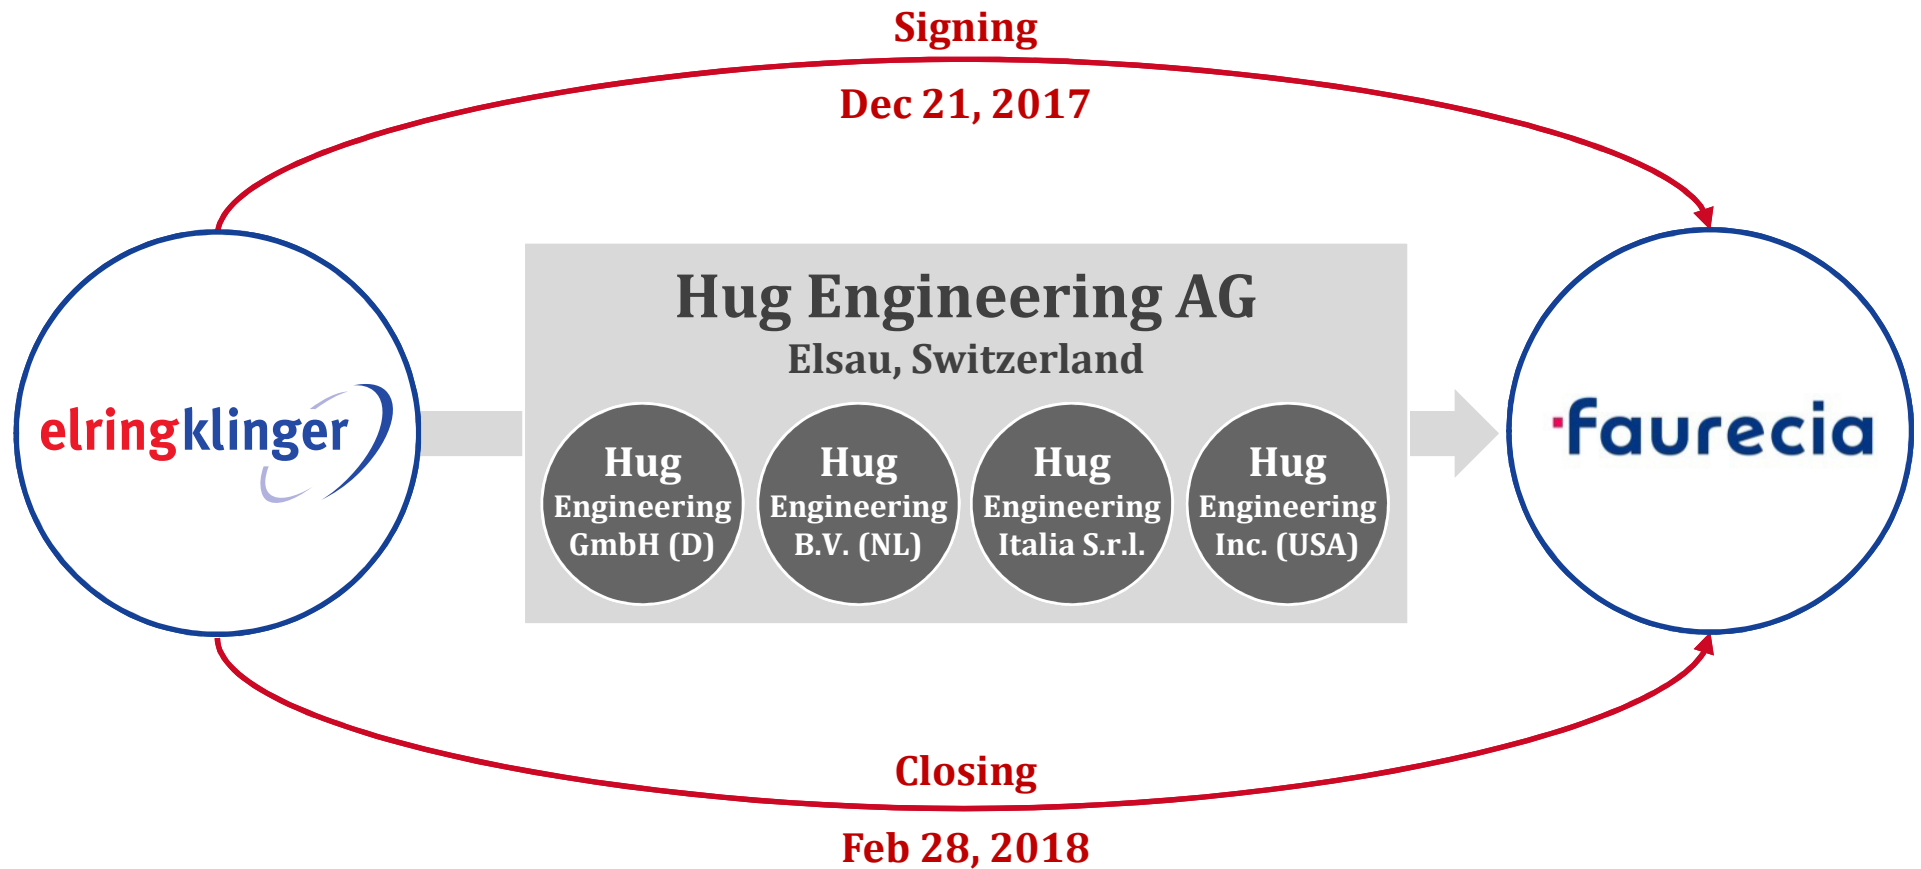 Signing
Dec 21, 2017
Hug Engineering AG
Elsau, Switzerland
elringklinger
Hug
Engineering
GmbH (D)
Hug
Engineering
B.V. (NL)
Hug
Engineering
Italia S.r.l.
Hug
Engineering
Inc. (USA)
faurecia
Closing
Feb 28, 2018